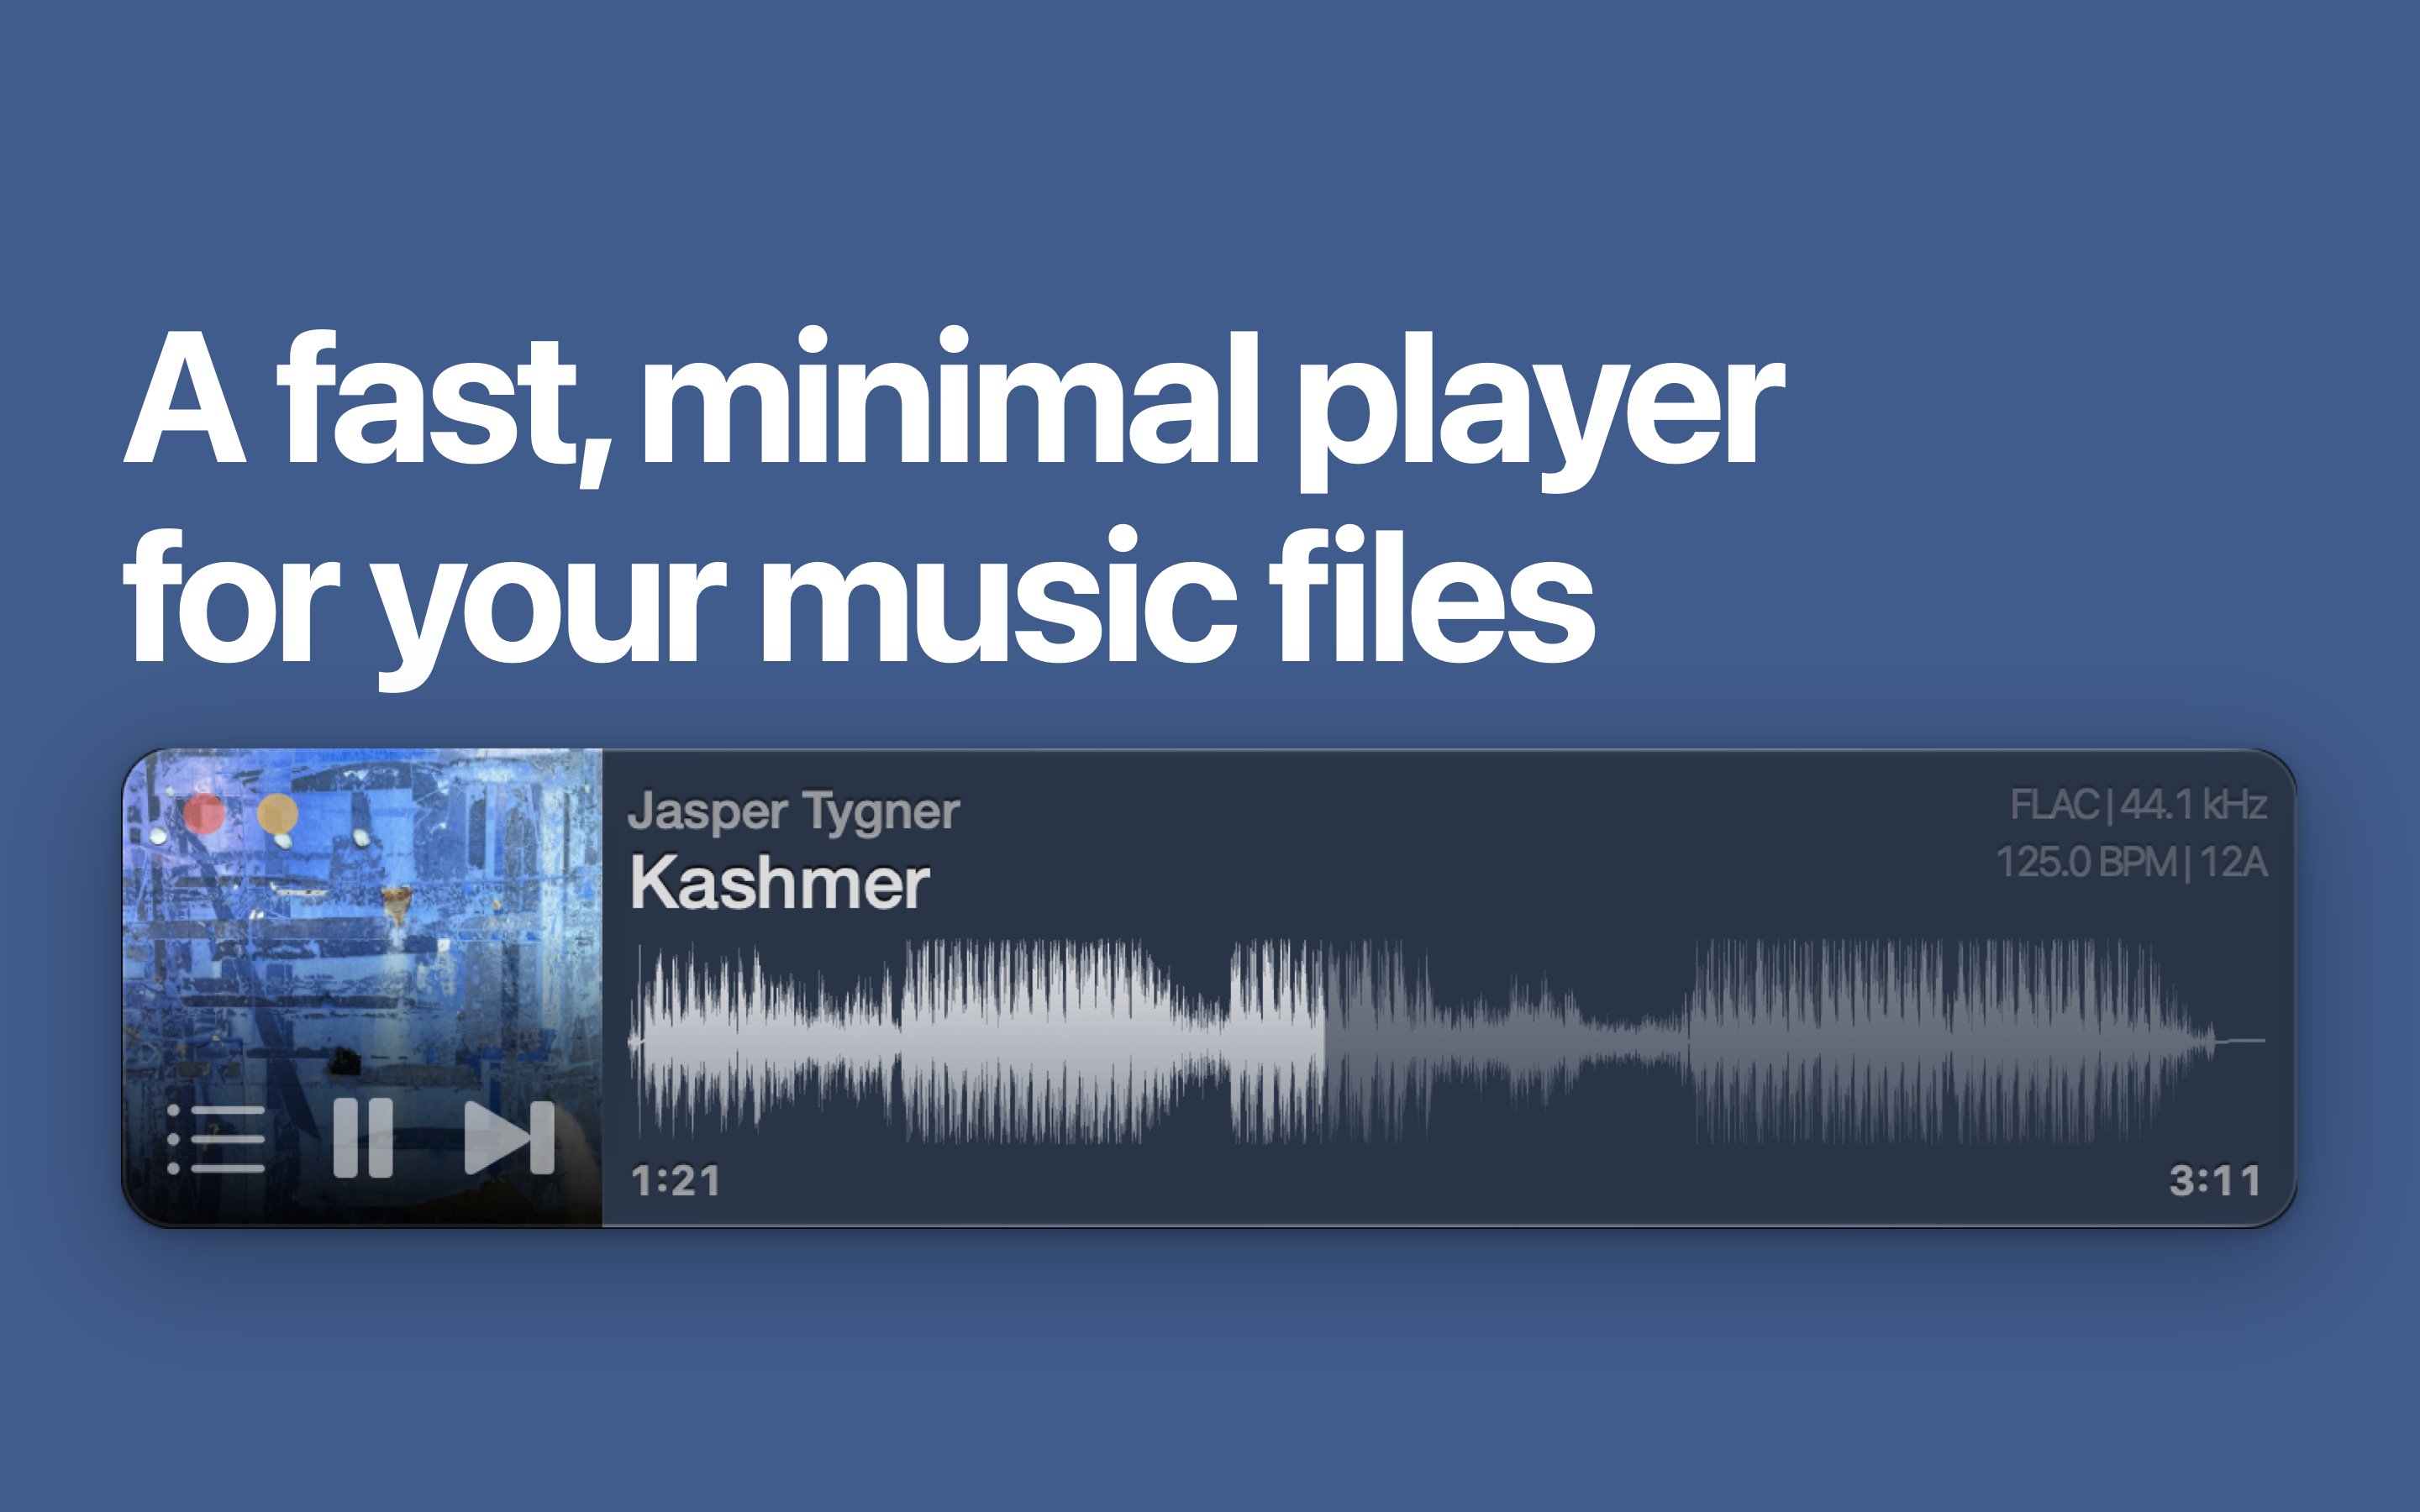 A fast, minimal player
for your music files
Jasper Tygner
Kashmer
FLAC | 44.1 kHz
125.0 BPM | 12A
1:21
3:11